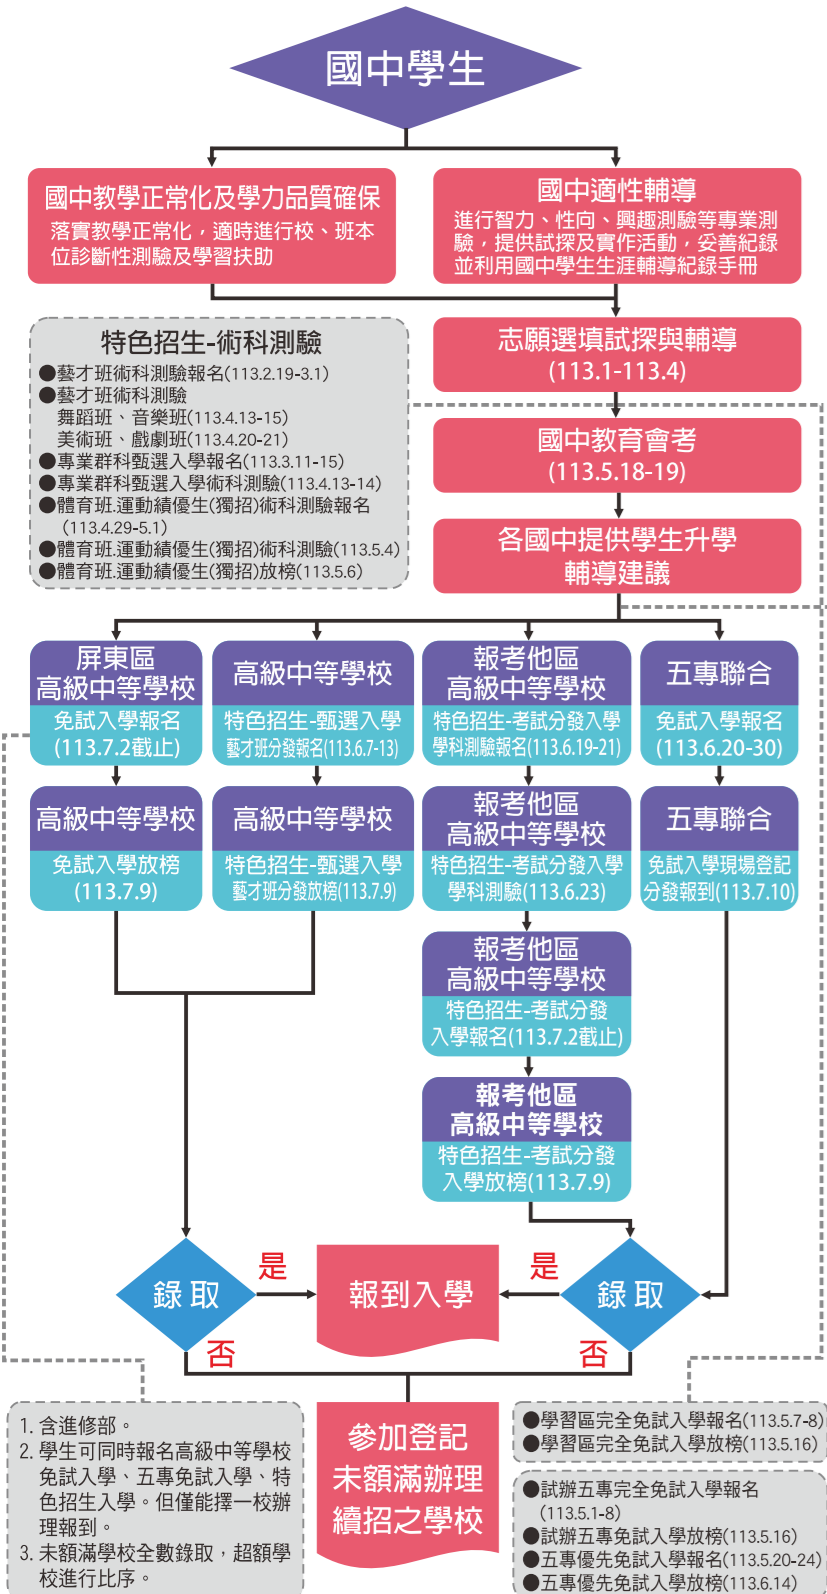 國中學生
國中教學正常化及學力品質確保
落實教學正常化，適時進行校、班本
位診斷性測驗及學習扶助
國中適性輔導
進行智力、性向、興趣測驗等專業測
驗，提供試探及實作活動，妥善紀錄
並利用國中學生生涯輔導紀錄手冊
特色招生-術科測驗
●藝才班術科測驗報名(113.2.19-3.1)
●藝才班術科測驗
舞蹈班、音樂班(113.4.13-15)
美術班、戲劇班(113.4.20-21)
●專業群科甄選入學報名(113.3.11-15)
●專業群科甄選入學術科測驗(113.4.13-14)
●體育班.運動績優生(獨招)術科測驗報名
(113.4.29-5.1)
●體育班.運動績優生(獨招)術科測驗(113.5.4)
●體育班.運動績優生(獨招)放榜(113.5.6)
志願選填試探與輔導
(113.1-113.4)
國中教育會考
(113.5.18-19)
各國中提供學生升學
輔導建議
屏東區
高級中等學校
免試入學報名
(113.7.2截止)
高級中等學校
特色招生-甄選入學
藝才班分發報名(113.6.7-13)
報考他區
高級中等學校
特色招生-考試分發入學
學科測驗報名(113.6.19-21)
五專聯合
免試入學報名
(113.6.20-30)
高級中等學校
免試入學放榜
(113.7.9)
高級中等學校
特色招生-甄選入學
藝才班分發放榜(113.7.9)
報考他區
高級中等學校
特色招生-考試分發入學
學科測驗(113.6.23)
五專聯合
免試入學現場登記
分發報到(113.7.10)
報考他區
高級中等學校
特色招生-考試分發
入學報名(113.7.2截止)
報考他區
高級中等學校
特色招生-考試分發
入學放榜(113.7.9)
錄取
是
報到入學
是
錄取
否
否
參加登記
未額滿辦理
續招之學校
1. 含進修部。
2. 學生可同時報名高級中等學校
免試入學、五專免試入學、特
色招生入學。但僅能擇一校辦
理報到。
3. 未額滿學校全數錄取，超額學
校進行比序。
●學習區完全免試入學報名(113.5.7-8)
●學習區完全免試入學放榜(113.5.16)
●試辦五專完全免試入學報名
(113.5.1-8)
●試辦五專免試入學放榜(113.5.16)
●五專優先免試入學報名(113.5.20-24)
●五專優先免試入學放榜(113.6.14)